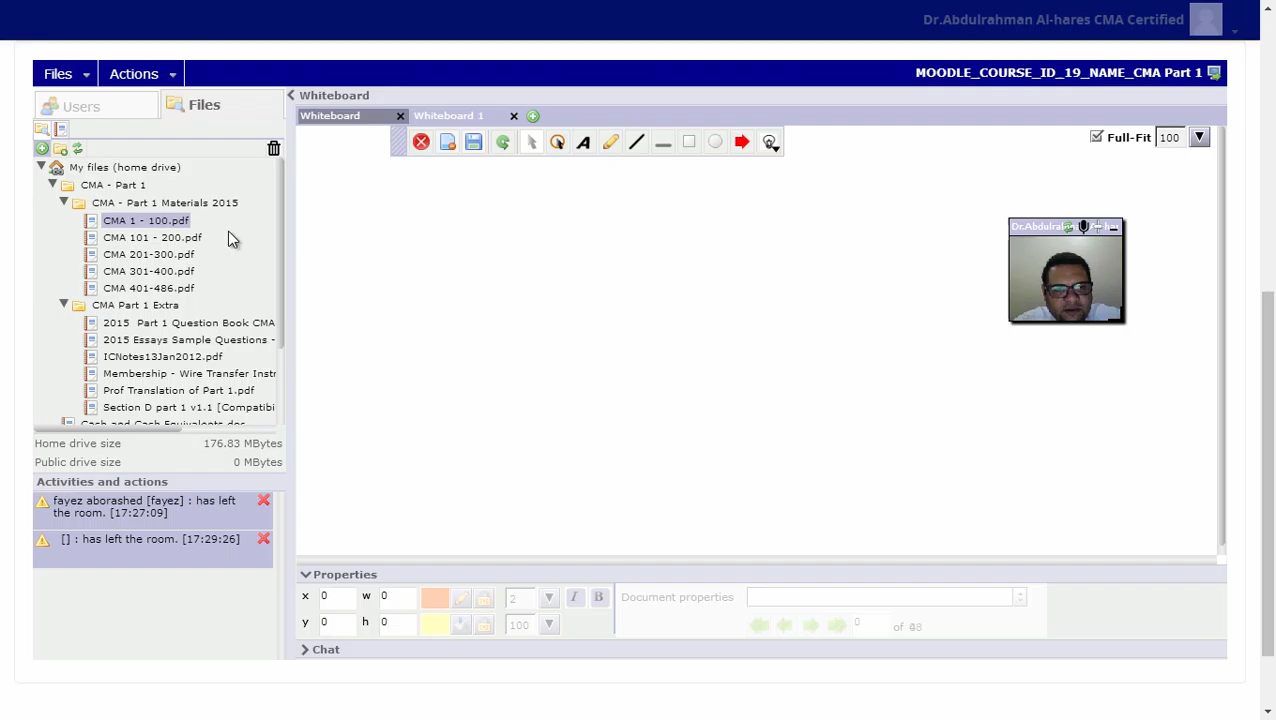 Dr.Abdulrahman Al-hares CMA Certified
Files
Actions
MOODLE_COURSE_ID_19_NAME_CMA Part 1
Users
Files
My files (home drive)
CMA - Part 1
CMA - Part 1 Materials 2015
CMA 1 - 100.pdf
CMA 101 - 200.pdf
CMA 201-300.pdf
CMA 301-400.pdf
CMA 401-486.pdf
CMA Part 1 Extra
2015 Part 1 Question Book CMA
2015 Essays Sample Questions -
ICNotes13Jan2012.pdf
Membership - Wire Transfer Instr
Prof Translation of Part 1.pdf
Section D part 1 v1.1 [Compatibi
Cash and Cash Equivalents.doc
Home drive size 176.83 MBytes
Public drive size 0 MBytes
Activities and actions
fayez aborashed [fayez] : has left
the room. [17:27:09]
[] : has left the room. [17:29:26]
Whiteboard
Whiteboard
Whiteboard 1
A
Full-Fit 100
Properties
x 0 w 0 2 I B Document properties
y 0 h 0 100 0 of
Chat